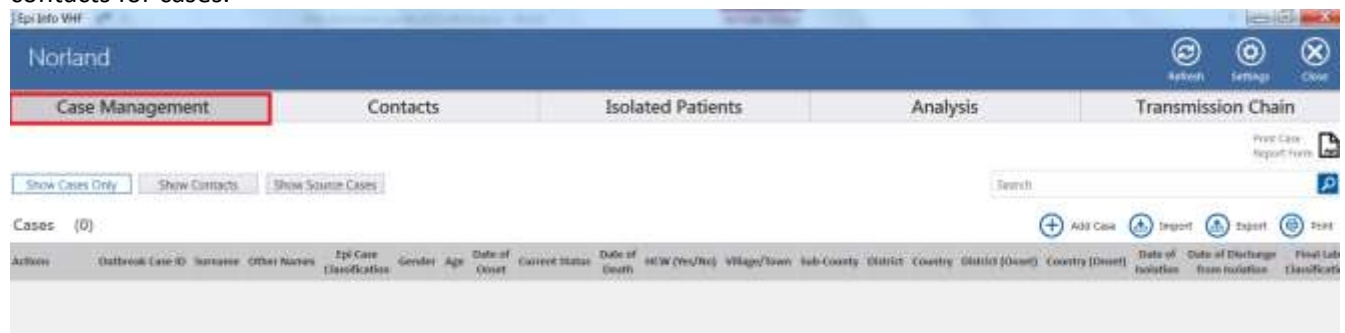 contacts for cases.
Epi Info VHF
Norland
Refresh Settings Close
Case Management Contacts Isolated Patients Analysis Transmission Chain
Print Case
Report Form
Show Cases Only Show Contacts Show Source Cases Search
Cases (0) Add Case Import Export Print
Actions Outbreak Case ID Surname Other Names Epi Case Classification Gender Age Date of Onset Current Status Date of Death HCW (Yes/No) Village/Town Sub-County District Country District (Onset) Country (Onset) Date of Isolation Date of Discharge from Isolation Final Lab Classificati